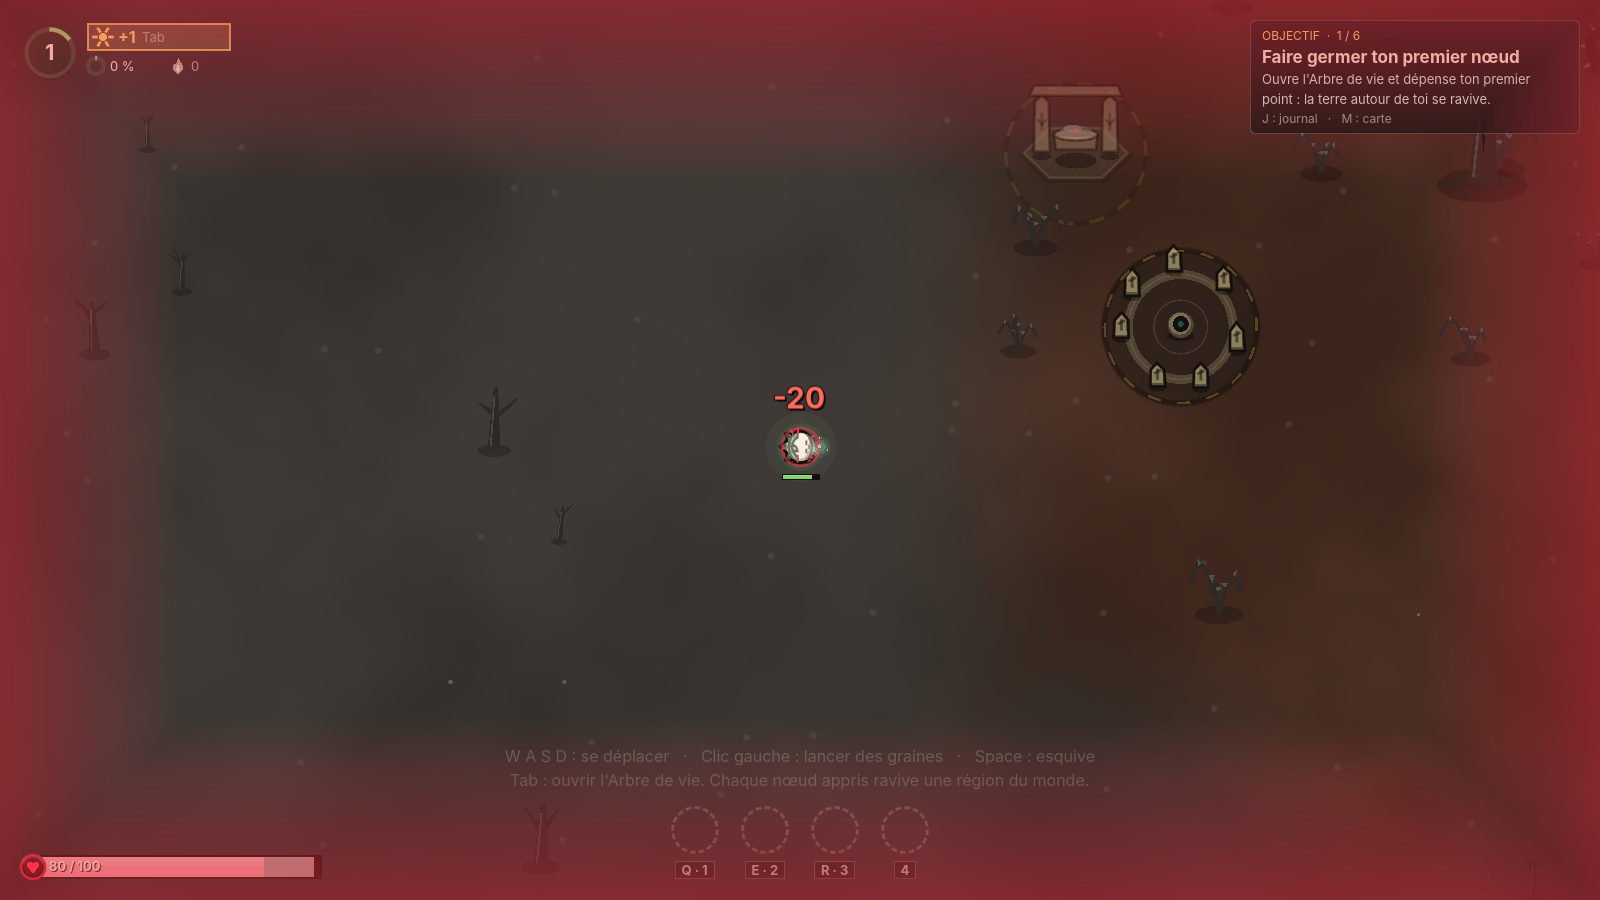 1
+1 Tab
0 %
0
OBJECTIF · 1 / 6
Faire germer ton premier nœud
Ouvre l'Arbre de vie et dépense ton premier
point : la terre autour de toi se ravive.
J : journal · M : carte
-20
W A S D : se déplacer · Clic gauche : lancer des graines · Space : esquive
Tab : ouvrir l'Arbre de vie. Chaque nœud appris ravive une région du monde.
80 / 100
Q · 1
E · 2
R · 3
4